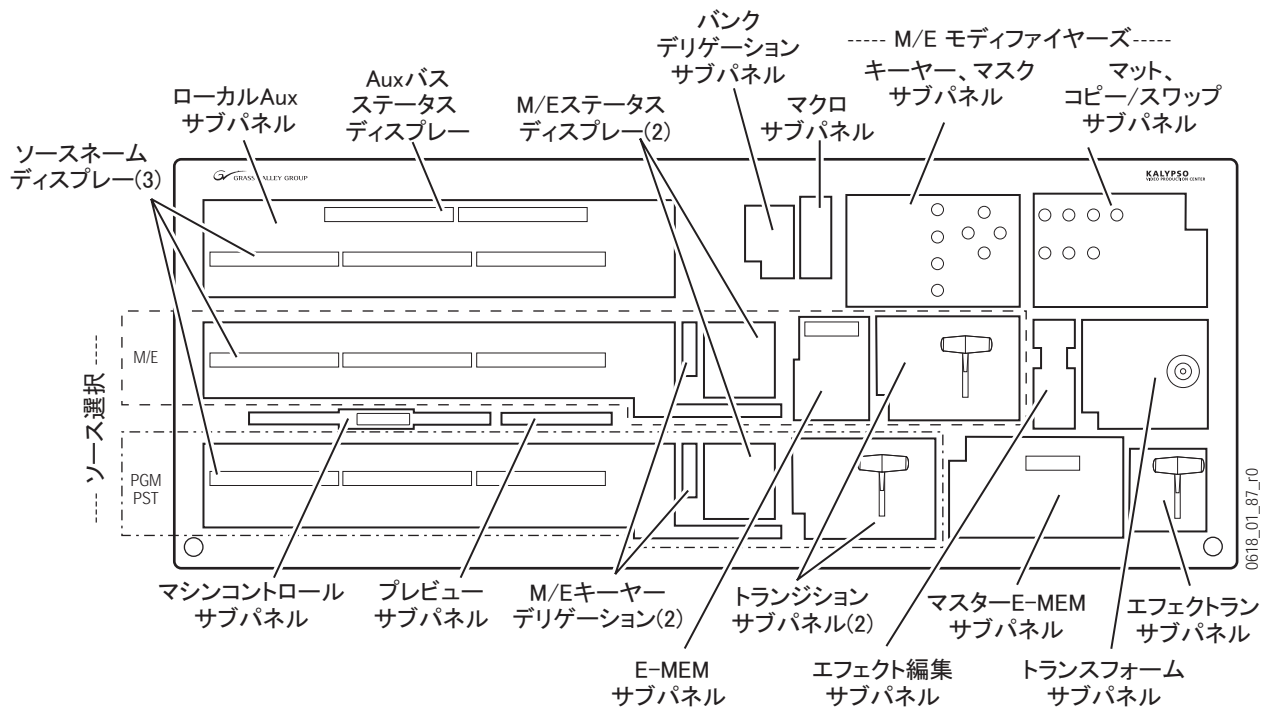 バンク
デリゲーション
サブパネル
----- M/E モディファイヤーズ-----
キーヤー、マスク
サブパネル
マット、
コピー/スワップ
サブパネル
Auxバス
ステータス
ディスプレー
M/Eステータス
ディスプレー(2)
マクロ
サブパネル
ローカルAux
サブパネル
ソースネーム
ディスプレー(3)
GRASS VALLEY GROUP
KALYPSO
VIDEO PRODUCTION CENTER
---- ソース選択 ----
M/E
PGM
PST
マシンコントロール
サブパネル
プレビュー
サブパネル
M/Eキーヤー
デリゲーション(2)
トランジション
サブパネル(2)
マスターE-MEM
サブパネル
エフェクトラン
サブパネル
E-MEM
サブパネル
エフェクト編集
サブパネル
トランスフォーム
サブパネル
0618_01_87_r0